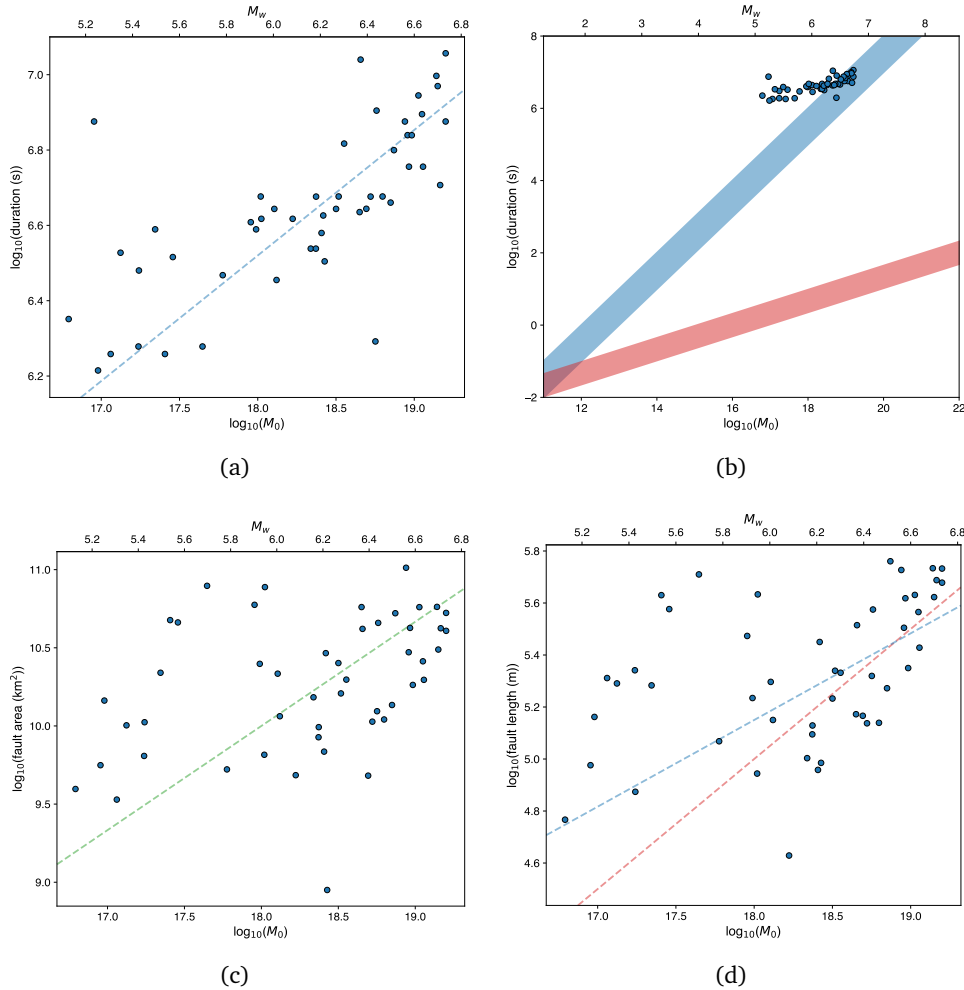 M_w
5.2 5.4 5.6 5.8 6.0 6.2 6.4 6.6 6.8
log10(duration (s))
7.0
6.8
6.6
6.4
6.2
17.0 17.5 18.0 18.5 19.0
log10(M0)
(a)
M_w
2 3 4 5 6 7 8
log10(duration (s))
8
6
4
2
0
−2
12 14 16 18 20 22
log10(M0)
(b)
M_w
5.2 5.4 5.6 5.8 6.0 6.2 6.4 6.6 6.8
log10(fault area (km²))
11.0
10.5
10.0
9.5
9.0
17.0 17.5 18.0 18.5 19.0
log10(M0)
(c)
M_w
5.2 5.4 5.6 5.8 6.0 6.2 6.4 6.6 6.8
log10(fault length (m))
5.8
5.6
5.4
5.2
5.0
4.8
4.6
17.0 17.5 18.0 18.5 19.0
log10(M0)
(d)